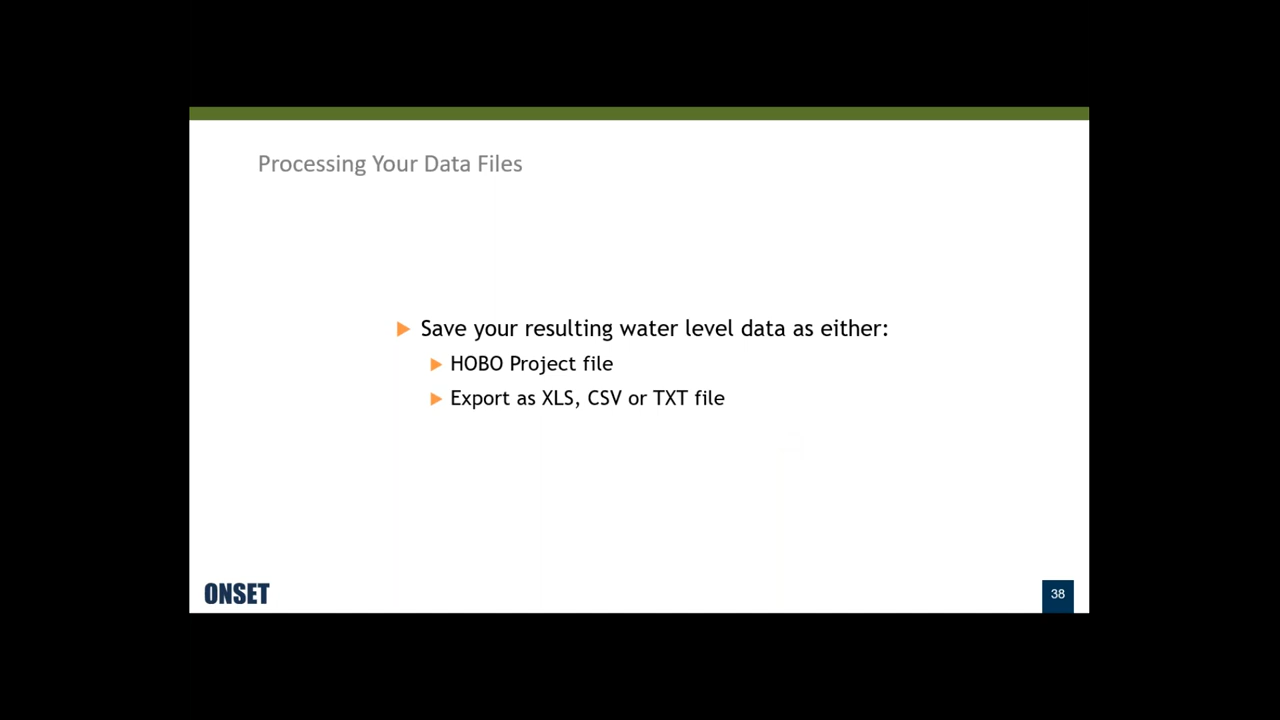 Processing Your Data Files
Save your resulting water level data as either:
HOBO Project file
Export as XLS, CSV or TXT file
ONSET
38